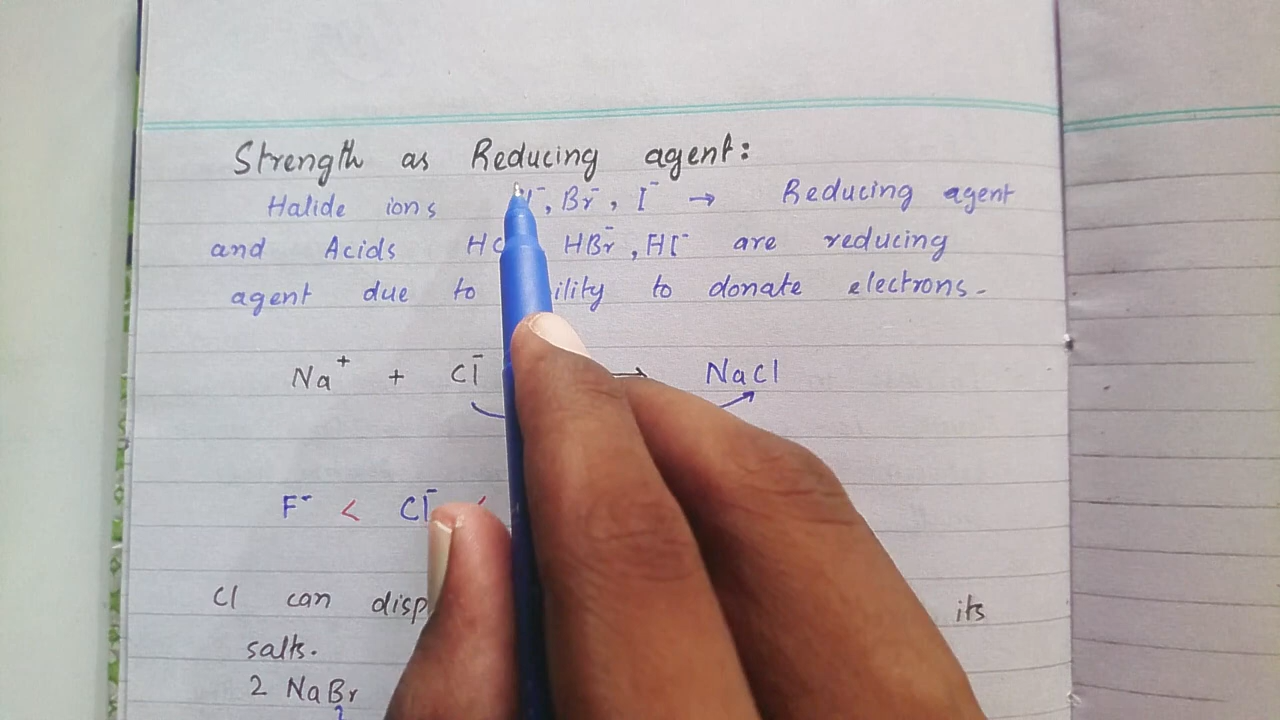 Strength as Reducing agent:
Halide ions , Br⁻, I⁻ → Reducing agent
and Acids HBr⁻, HI⁻ are reducing
agent due to to donate electrons-
Na⁺ + Cl⁻ → NaCl
F⁻ < Cl⁻ <
Cl can its
salts.
2 NaBr